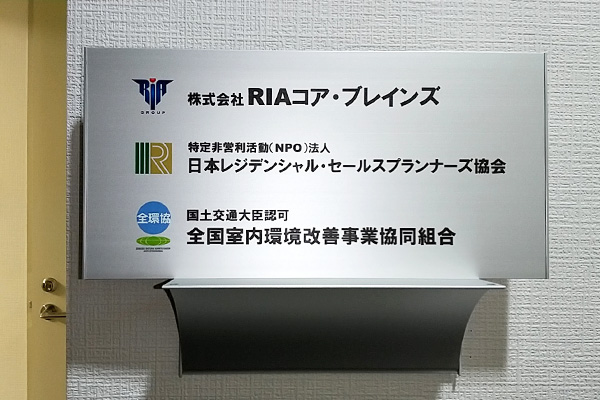 RIA
GROUP
株式会社 RIAコア・ブレインズ
特定非営利活動(NPO)法人
日本レジデンシャル・セールスプランナーズ協会
全環協
国土交通大臣認可
全国室内環境改善事業協同組合